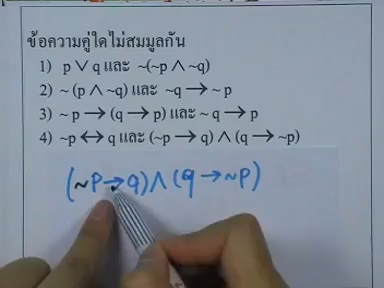 ข้อความคู่ใดไม่สมมูลกัน
1) p ∨ q และ ~(~p ∧ ~q)
2) ~ (p ∧ ~q) และ ~q → ~ p
3) ~ p → (q → p) และ ~ q → p
4) ~p ↔ q และ (~p → q) ∧ (q → ~p)
(~p→q)∧(q→~p)